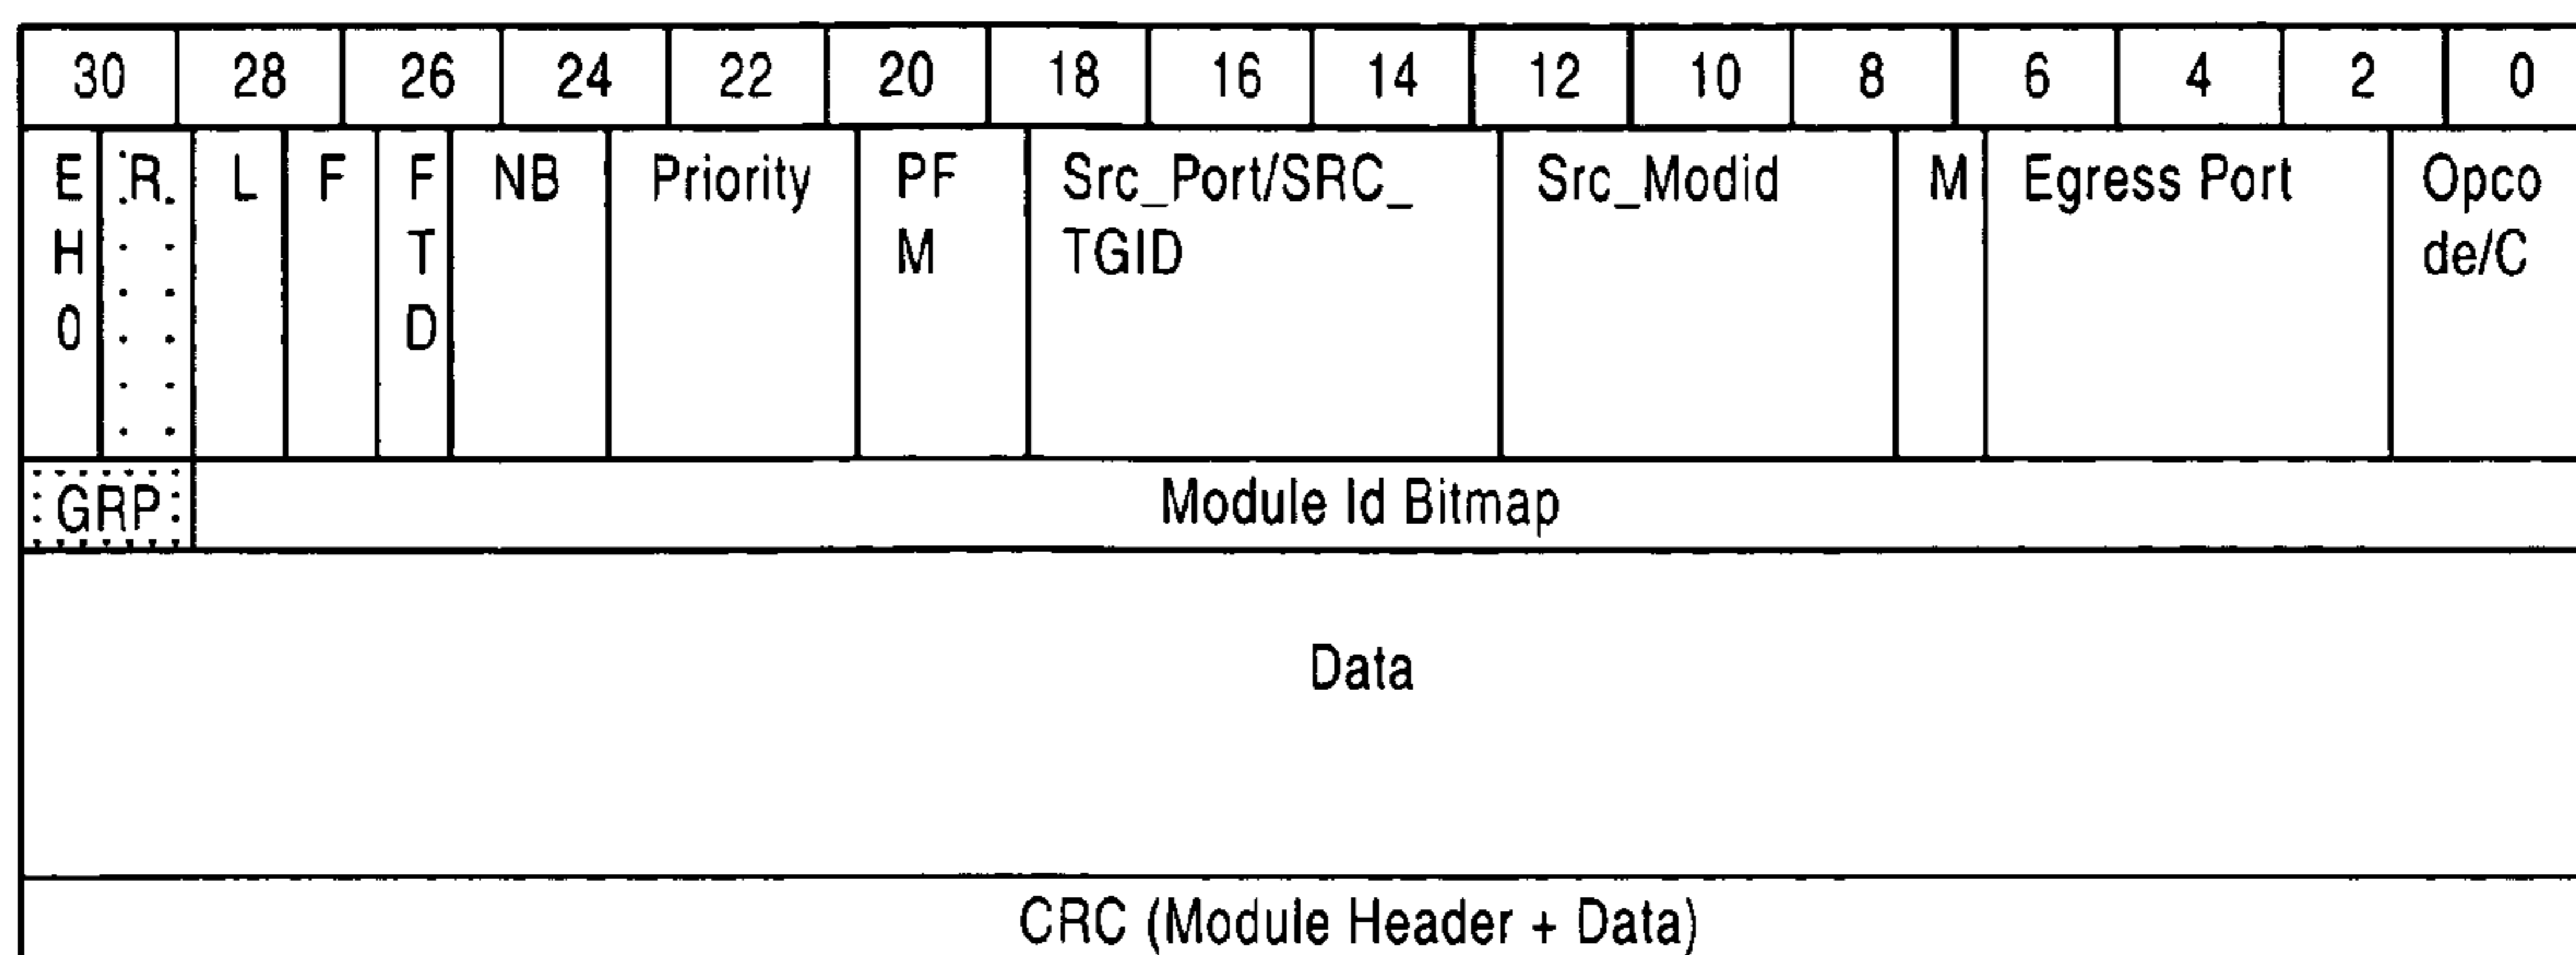 30 28 26 24 22 20 18 16 14 12 10 8 6 4 2 0
E R L F F NB Priority PF Src_Port/SRC_ Src_Modid M Egress Port Opco
H T M TGID de/C
0 D
GRP Module Id Bitmap
Data
CRC (Module Header + Data)